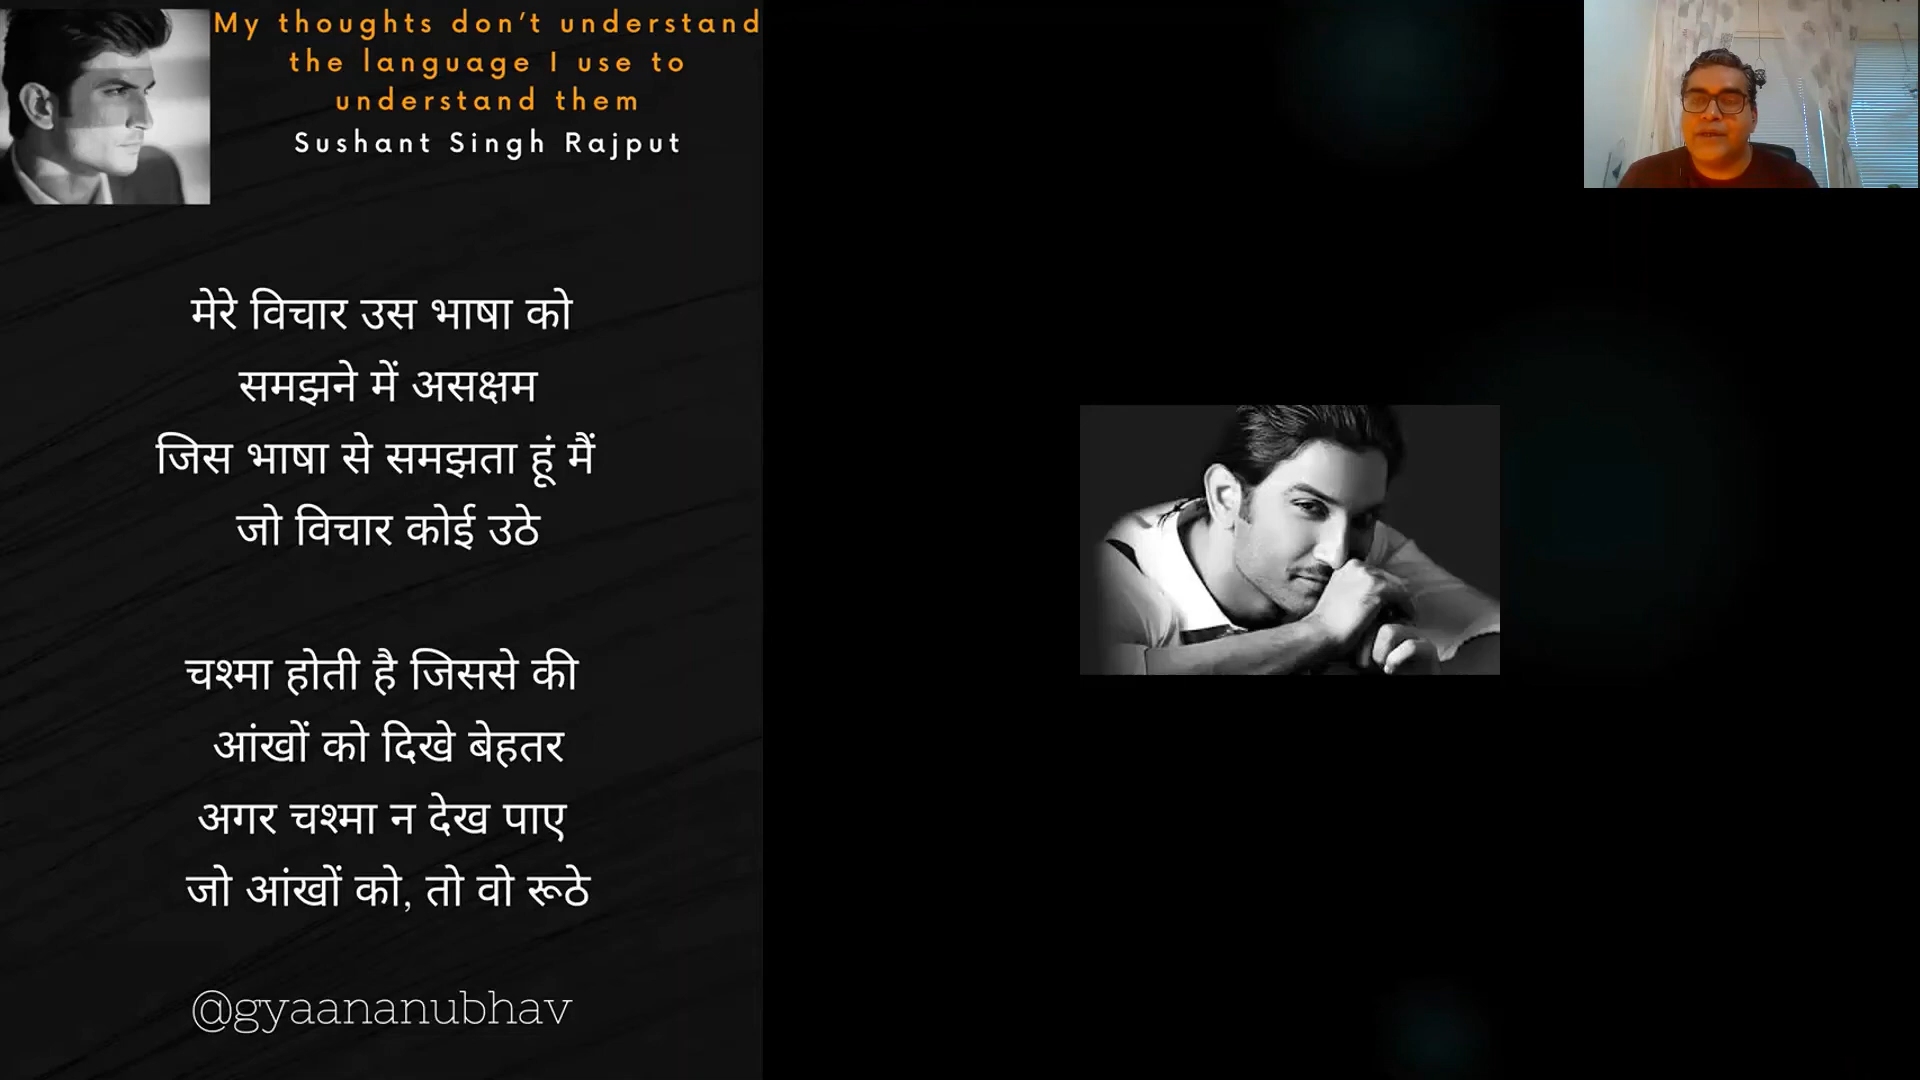 My thoughts don't understand
the language I use to
understand them
Sushant Singh Rajput
मेरे विचार उस भाषा को
समझने में असक्षम
जिस भाषा से समझता हूं मैं
जो विचार कोई उठे
चश्मा होती है जिससे की
आंखों को दिखे बेहतर
अगर चश्मा न देख पाए
जो आंखों को, तो वो रूठे
@gyaananubhav